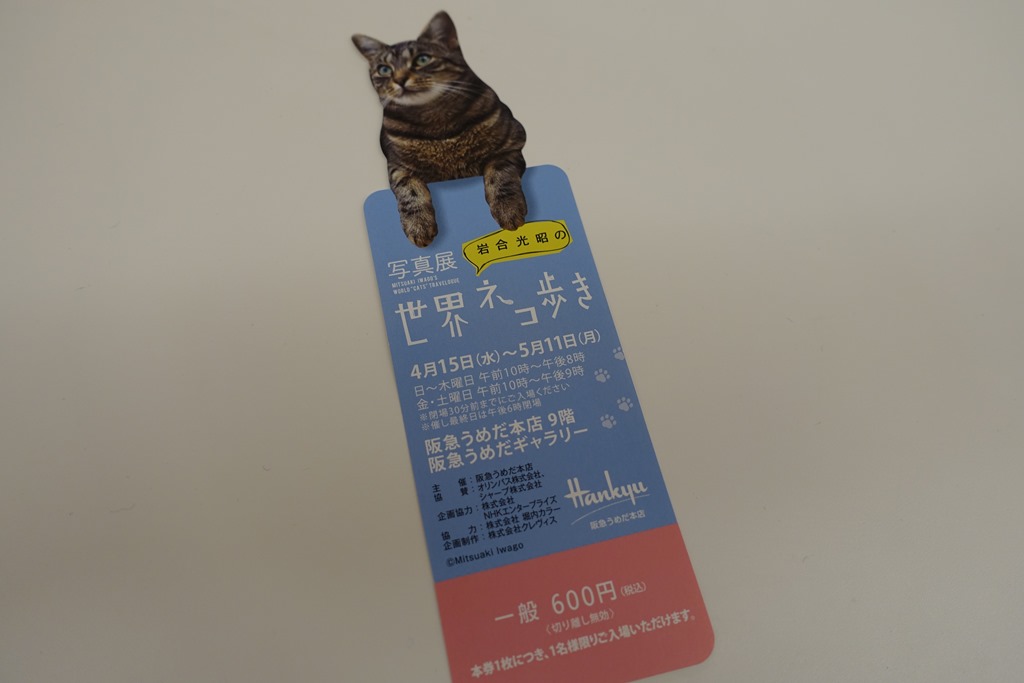 岩合光昭の
写真展
MITSUAKI IWAGO'S
WORLD "CATS" TRAVELOGUE
世界ネコ歩き
4月15日(水)～5月11日(月)
日～木曜日 午前10時～午後8時
金・土曜日 午前10時～午後9時
※閉場30分前までにご入場ください
※催し最終日は午後6時閉場
阪急うめだ本店 9階
阪急うめだギャラリー
主　　催：阪急うめだ本店
協　　賛：オリンパス株式会社、
シャープ株式会社
企画協力：株式会社
NHKエンタープライズ
協　　力：株式会社 堀内カラー
企画制作：株式会社クレヴィス
©Mitsuaki Iwago
Hankyu
阪急うめだ本店
一般 600円(税込)
〈切り離し無効〉
本券1枚につき、1名様限りご入場いただけます。